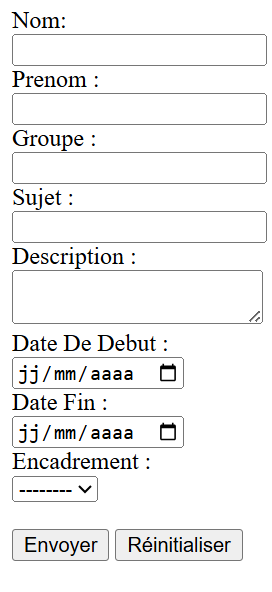 Nom:
Prenom :
Groupe :
Sujet :
Description :
Date De Debut :
jj/mm/aaaa
Date Fin :
jj/mm/aaaa
Encadrement :
--------
Envoyer Réinitialiser